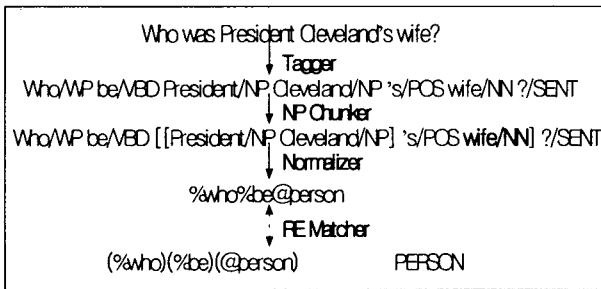 Who was President Cleveland's wife?
Tagger
Who/WP be/VBD President/NP Cleveland/NP 's/POS wife/NN ?/SENT
NP Chunker
Who/WP be/VBD [[President/NP Cleveland/NP] 's/POS wife/NN] ?/SENT
Normalizer
%who%be@person
RE Matcher
(%who)(%be)(@person) PERSON